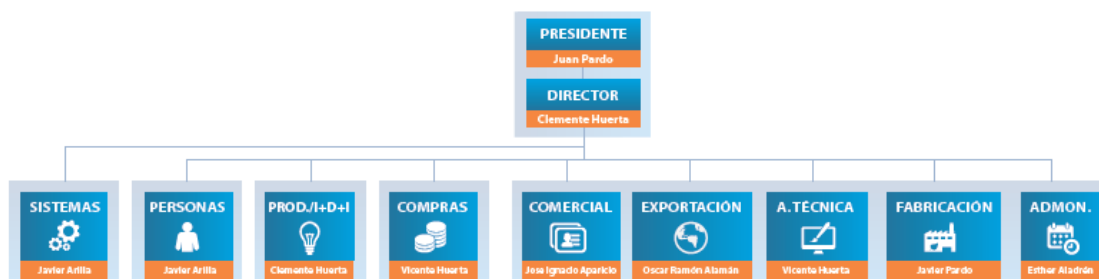 PRESIDENTE
Juan Pardo
DIRECTOR
Clemente Huerta
SISTEMAS
Javier Arilla
PERSONAS
Javier Arilla
PROD./I+D+I
Clemente Huerta
COMPRAS
Vicente Huerta
COMERCIAL
Jose Ignacio Aparicio
EXPORTACIÓN
Oscar Ramón Alamán
A.TÉCNICA
Vicente Huerta
FABRICACIÓN
Javier Pardo
ADMON.
Esther Aladrén